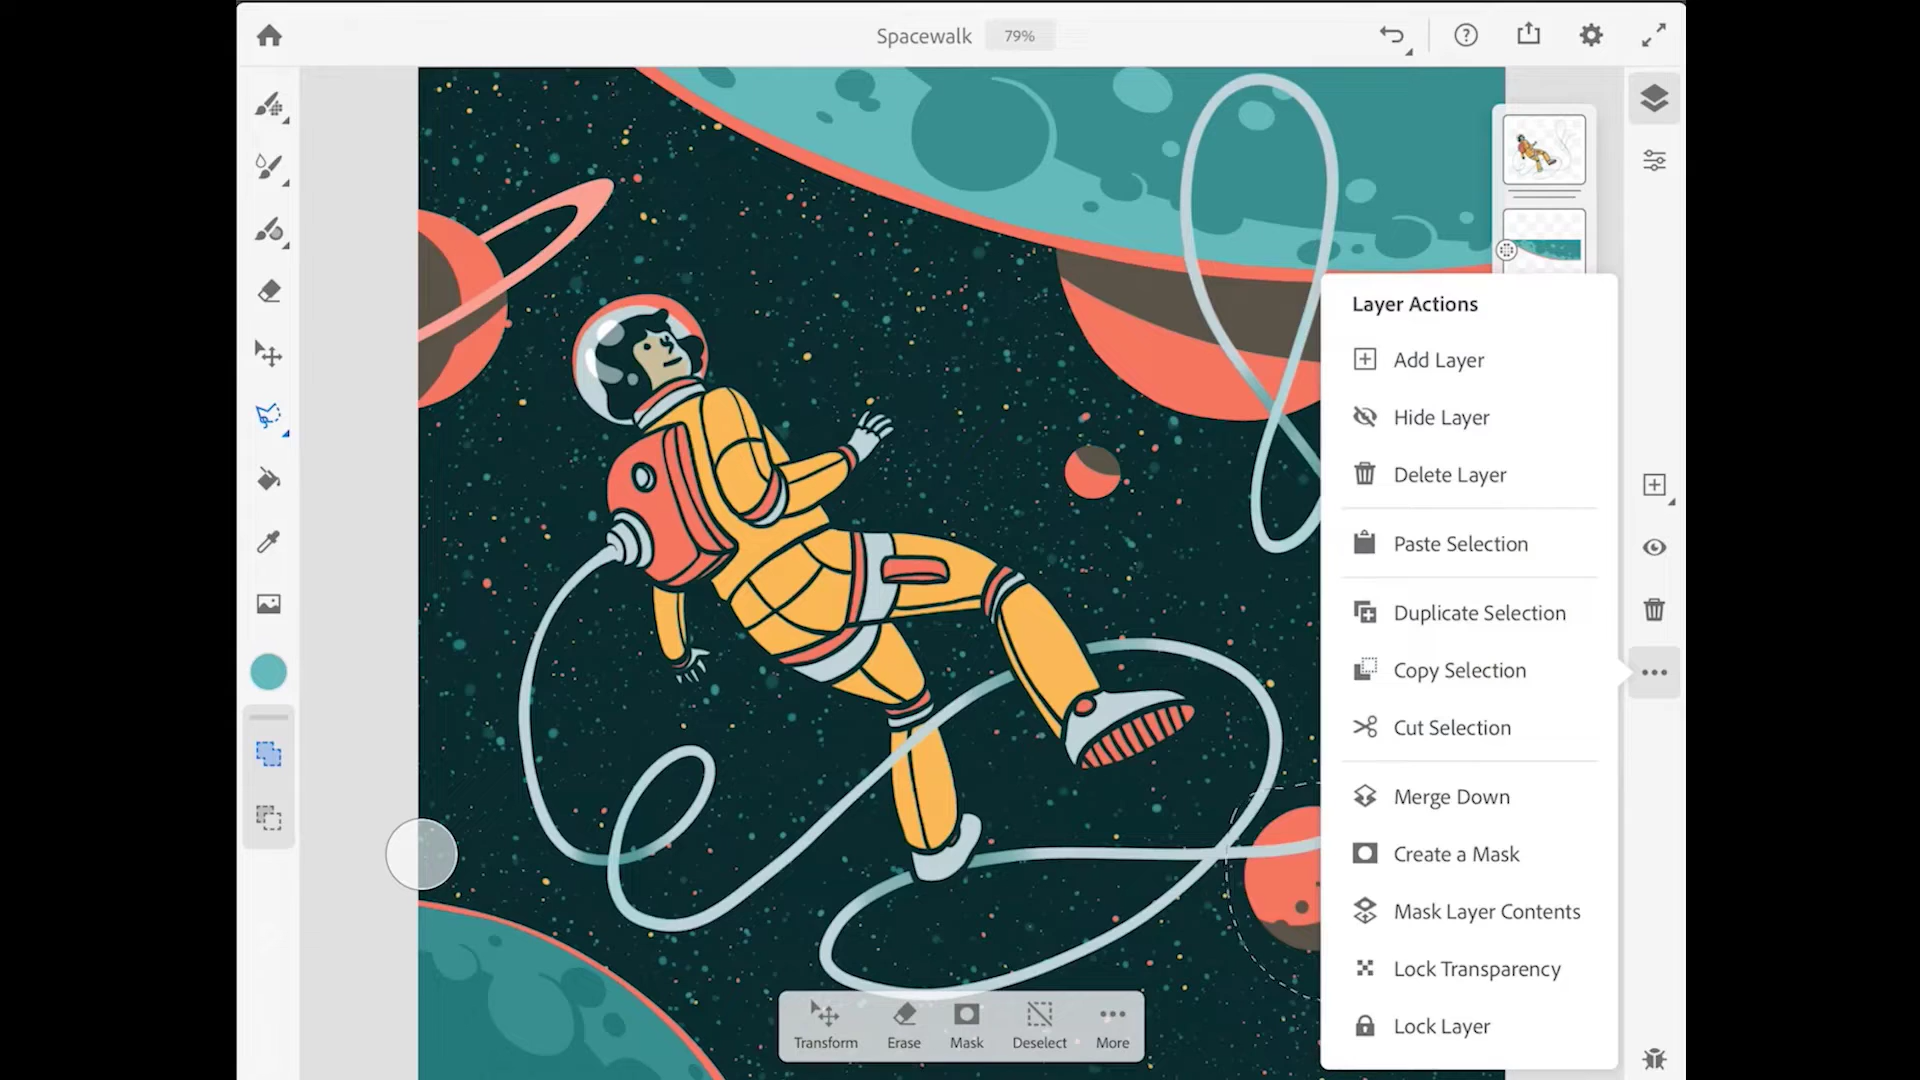 Spacewalk
79%
Layer Actions
Add Layer
Hide Layer
Delete Layer
Paste Selection
Duplicate Selection
Copy Selection
Cut Selection
Merge Down
Create a Mask
Mask Layer Contents
Lock Transparency
Lock Layer
Transform Erase Mask Deselect More